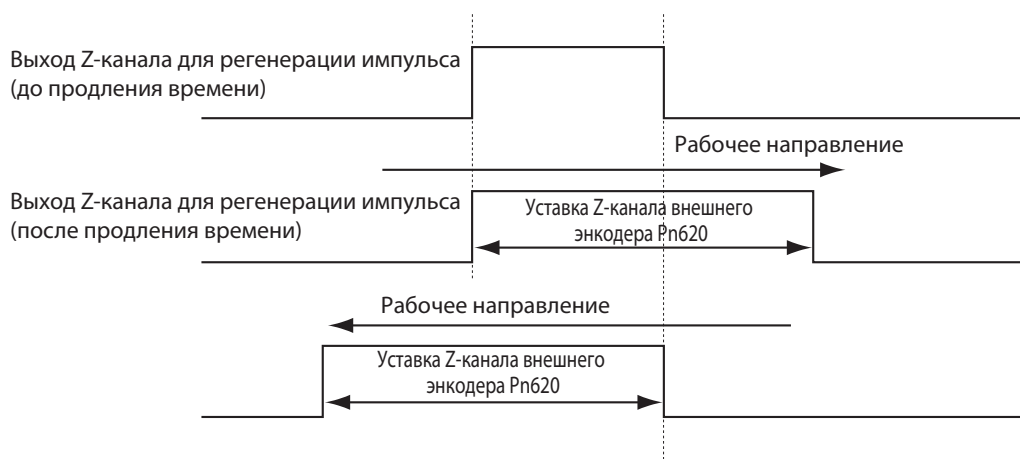 Выход Z-канала для регенерации импульса
(до продления времени)
Рабочее направление
Выход Z-канала для регенерации импульса
(после продления времени)
Уставка Z-канала внешнего
энкодера Pn620
Рабочее направление
Уставка Z-канала внешнего
энкодера Pn620